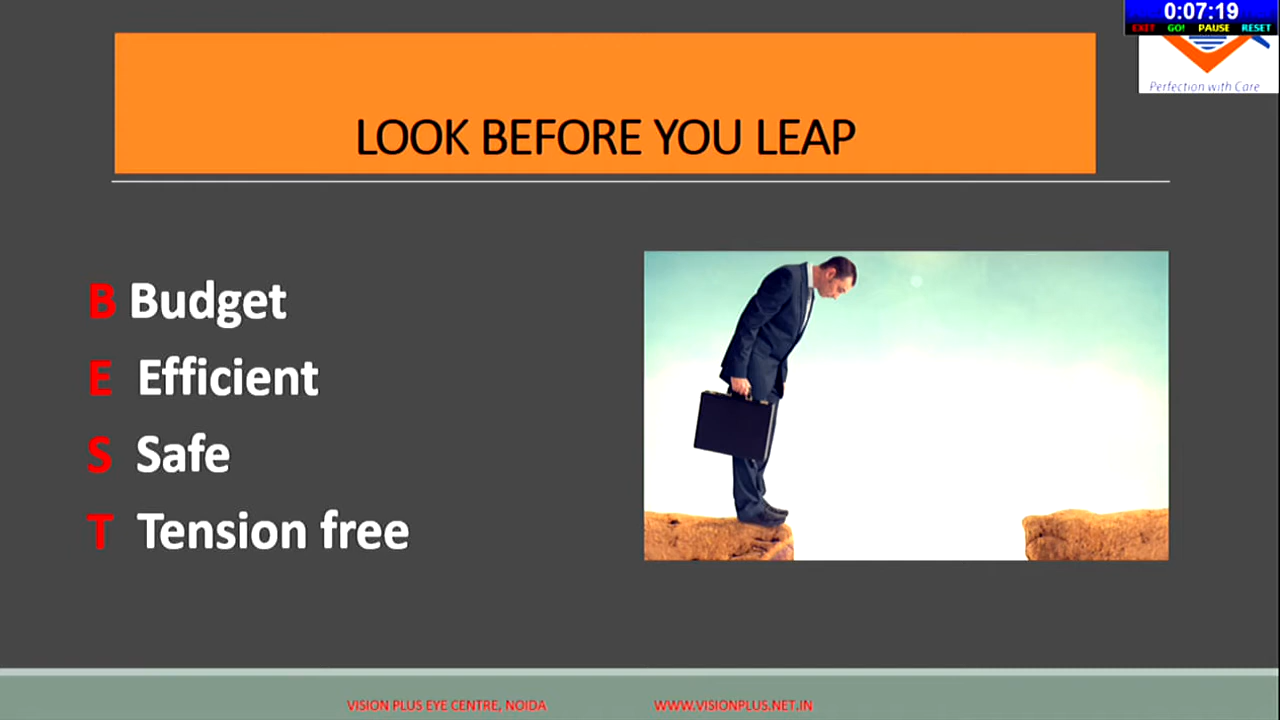 0:07:19
EXIT GO! PAUSE RESET
Perfection with Care
LOOK BEFORE YOU LEAP
B Budget
E Efficient
S Safe
T Tension free
VISION PLUS EYE CENTRE, NOIDA
WWW.VISIONPLUS.NET.IN